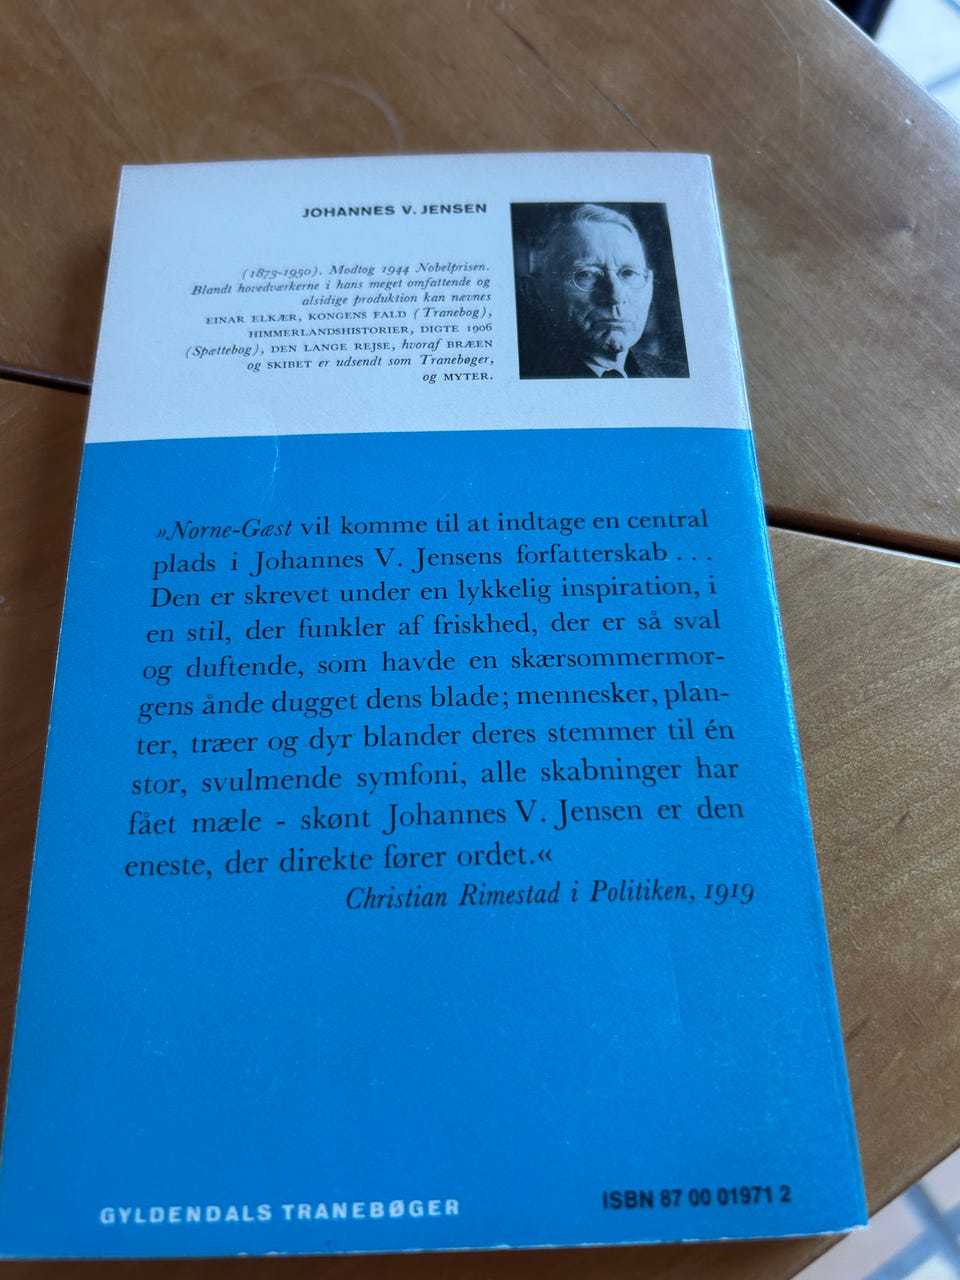 JOHANNES V. JENSEN
(1873-1950). Modtog 1944 Nobelprisen.
Blandt hovedværkerne i hans meget omfattende og
alsidige produktion kan nævnes
EINAR ELKÆR, KONGENS FALD (Tranebog),
HIMMERLANDSHISTORIER, DIGTE 1906
(Spættebog), DEN LANGE REJSE, hvoraf BRÆEN
og SKIBET er udsendt som Tranebøger,
og MYTER.
»Norne-Gæst vil komme til at indtage en central
plads i Johannes V. Jensens forfatterskab . . .
Den er skrevet under en lykkelig inspiration, i
en stil, der funkler af friskhed, der er så sval
og duftende, som havde en skærsommermor-
gens ånde dugget dens blade; mennesker, plan-
ter, træer og dyr blander deres stemmer til én
stor, svulmende symfoni, alle skabninger har
fået mæle - skønt Johannes V. Jensen er den
eneste, der direkte fører ordet.«
Christian Rimestad i Politiken, 1919
GYLDENDALS TRANEBØGER
ISBN 87 00 01971 2